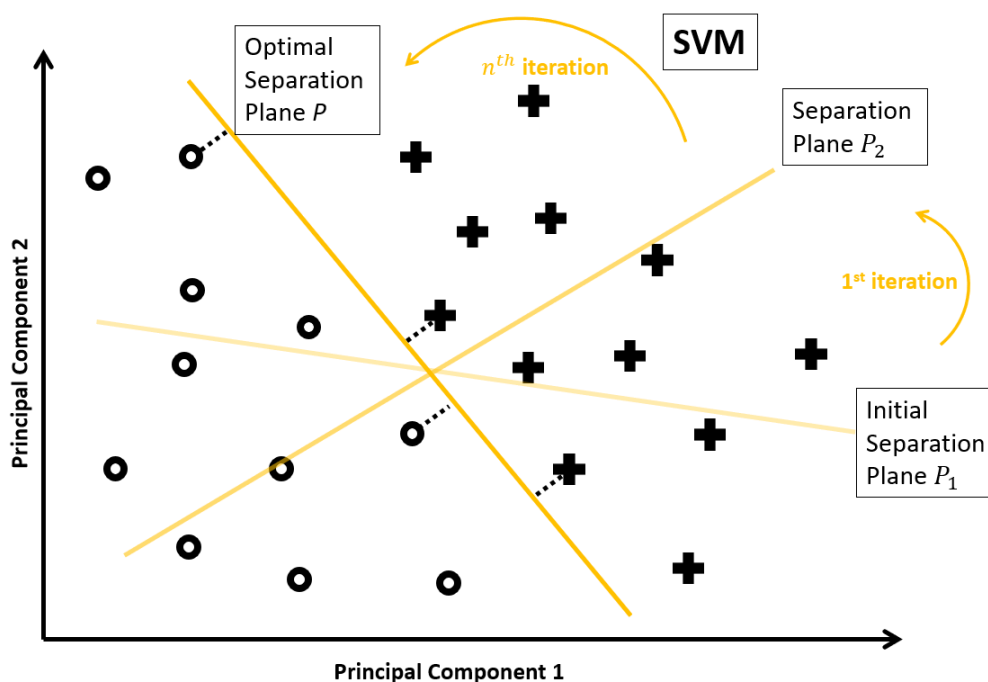 SVM
Optimal
Separation
Plane P
nᵗʰ iteration
Separation
Plane P₂
1ˢᵗ iteration
Initial
Separation
Plane P₁
Principal Component 2
Principal Component 1